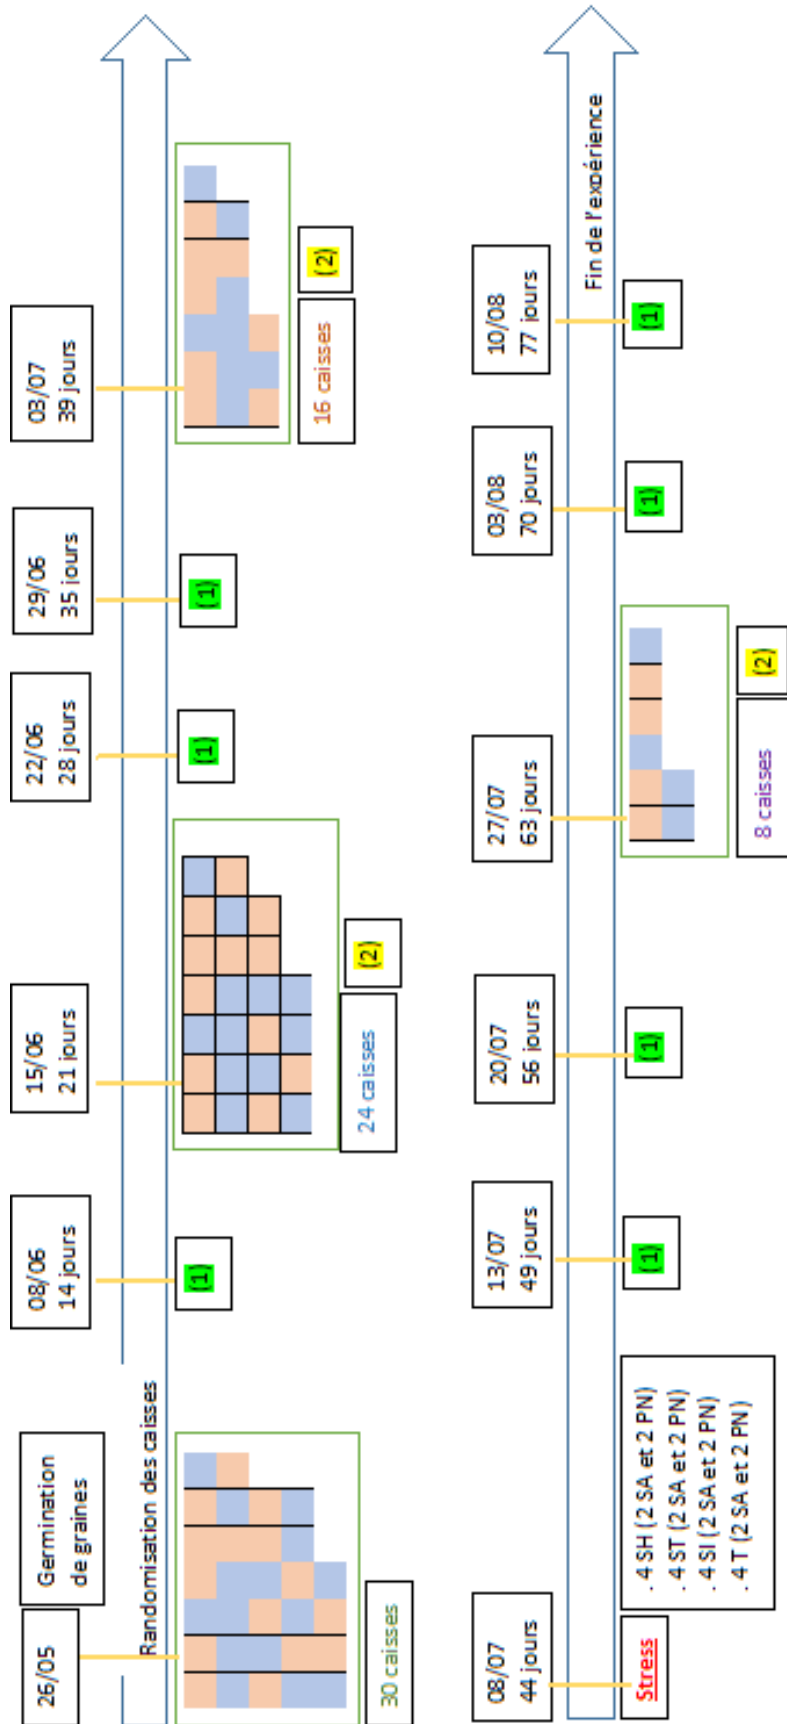 26/05
Germination
de graines
08/06
14 jours
15/06
21 jours
22/06
28 jours
29/06
35 jours
03/07
39 jours
Randomisation des caisses
30 caisses
(1)
24 caisses
(2)
(1)
(1)
16 caisses
(2)
08/07
44 jours
13/07
49 jours
20/07
56 jours
27/07
63 jours
03/08
70 jours
10/08
77 jours
Fin de l'expérience
Stress
. 4 SH (2 SA et 2 PN)
. 4 ST (2 SA et 2 PN)
. 4 SI (2 SA et 2 PN)
. 4 T (2 SA et 2 PN)
(1)
(1)
8 caisses
(2)
(1)
(1)